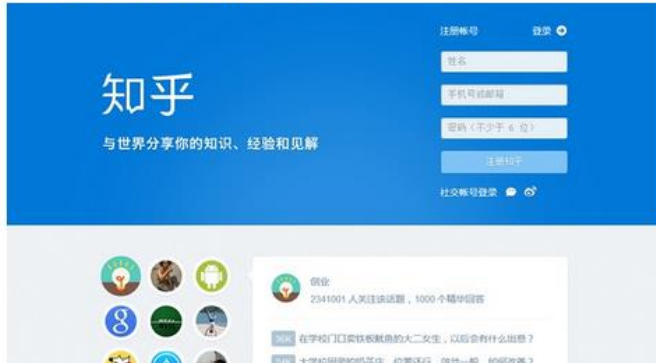 注册帐号 登录
知乎
与世界分享你的知识、经验和见解
姓名
手机号或邮箱
密码（不少于 6 位）
注册知乎
社交帐号登录
创业
2341001 人关注该话题，1000 个精华回答
36K 在学校门口卖铁板鱿鱼的大二女生，以后会有什么出息？